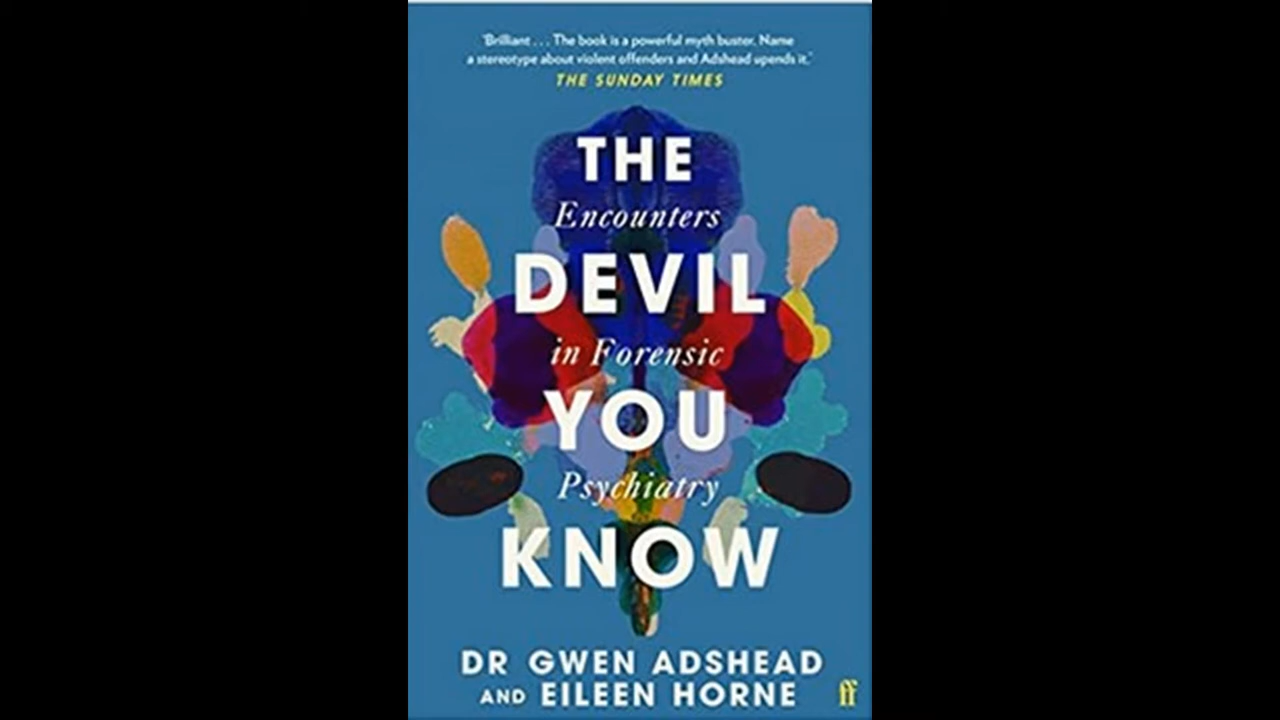 'Brilliant . . . The book is a powerful myth buster. Name
a stereotype about violent offenders and Adshead upends it.'
THE SUNDAY TIMES
THE
Encounters
DEVIL
in Forensic
YOU
Psychiatry
KNOW
DR GWEN ADSHEAD
AND EILEEN HORNE
ff